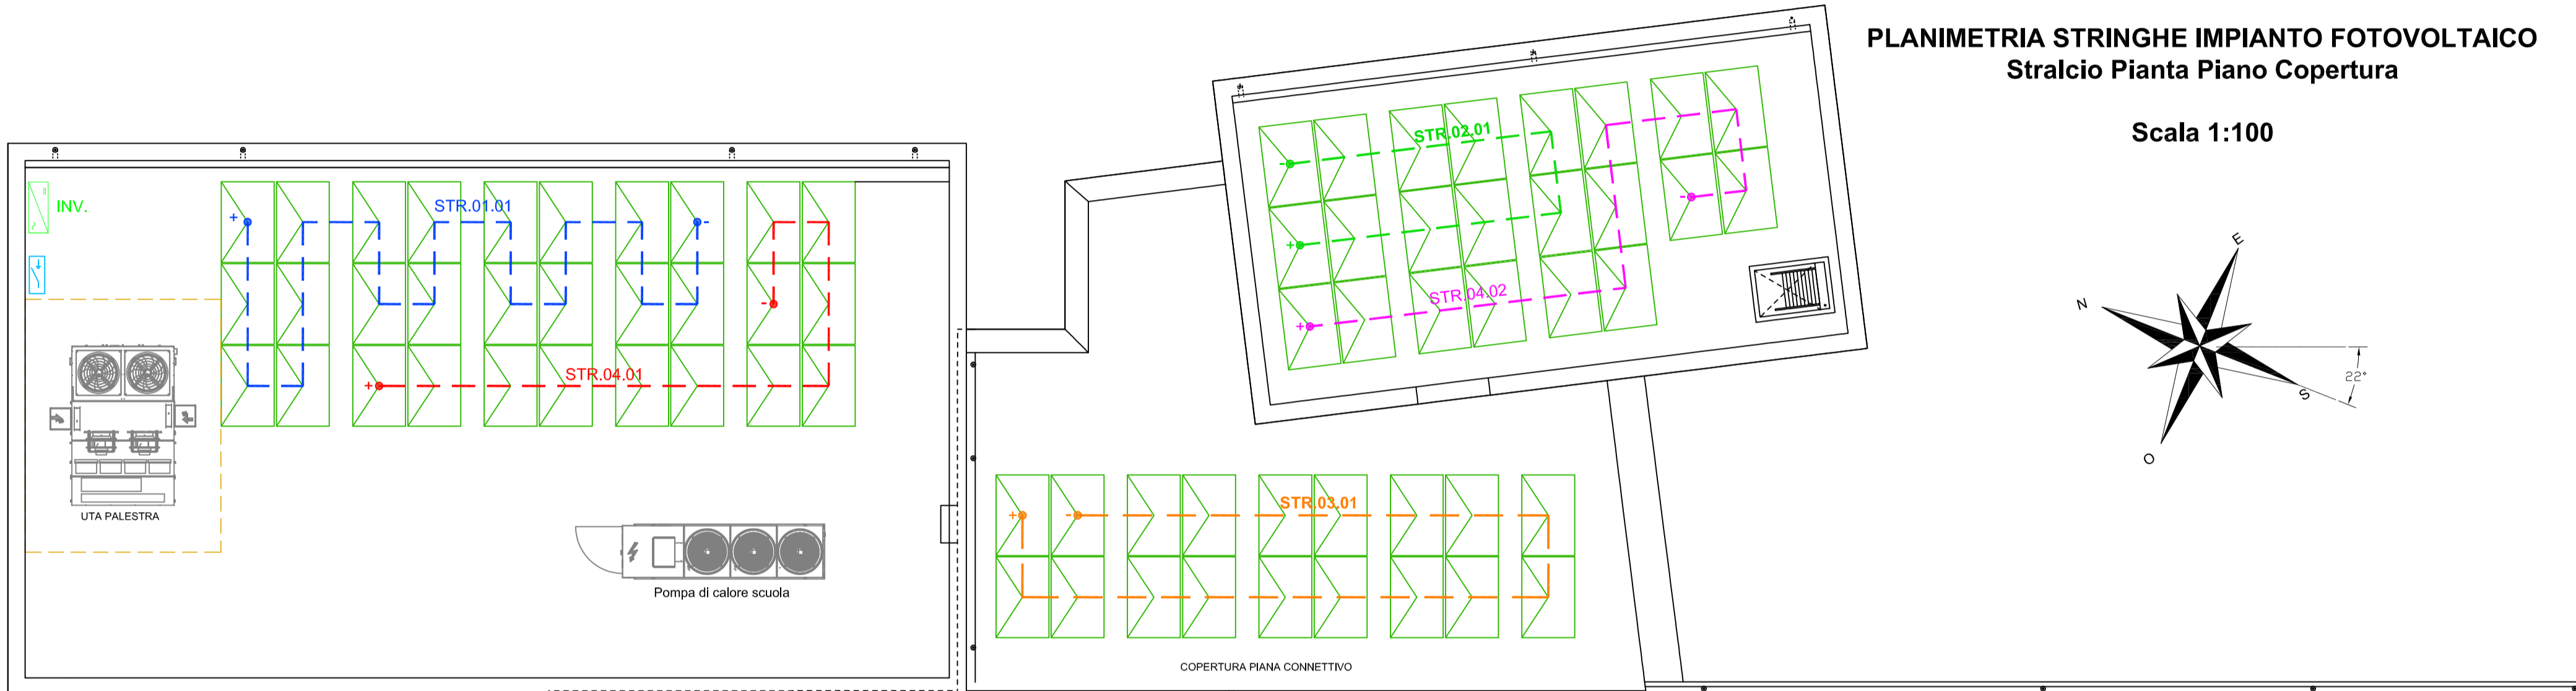 PLANIMETRIA STRINGHE IMPIANTO FOTOVOLTAICO
Stralcio Pianta Piano Copertura
Scala 1:100
INV.
+
STR.01.01
-
-
STR.04.01
+
UTA PALESTRA
Pompa di calore scuola
STR.02.01
-
+
STR.04.02
+
-
+
-
STR.03.01
COPERTURA PIANA CONNETTIVO
E
N
22°
S
O